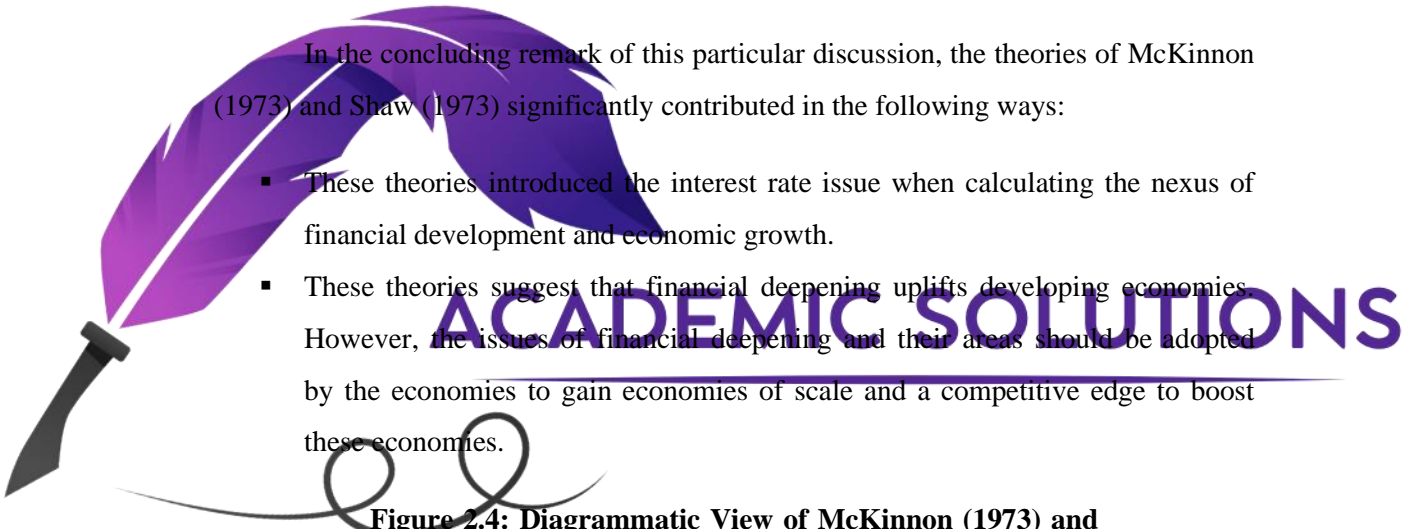 In the concluding remark of this particular discussion, the theories of McKinnon
(1973) and Shaw (1973) significantly contributed in the following ways:
▪ These theories introduced the interest rate issue when calculating the nexus of
financial development and economic growth.
▪ These theories suggest that financial deepening uplifts developing economies.
ACADEMIC SOLUTIONS
However, the issues of financial deepening and their areas should be adopted
by the economies to gain economies of scale and a competitive edge to boost
these economies.
Figure 2.4: Diagrammatic View of McKinnon (1973) and